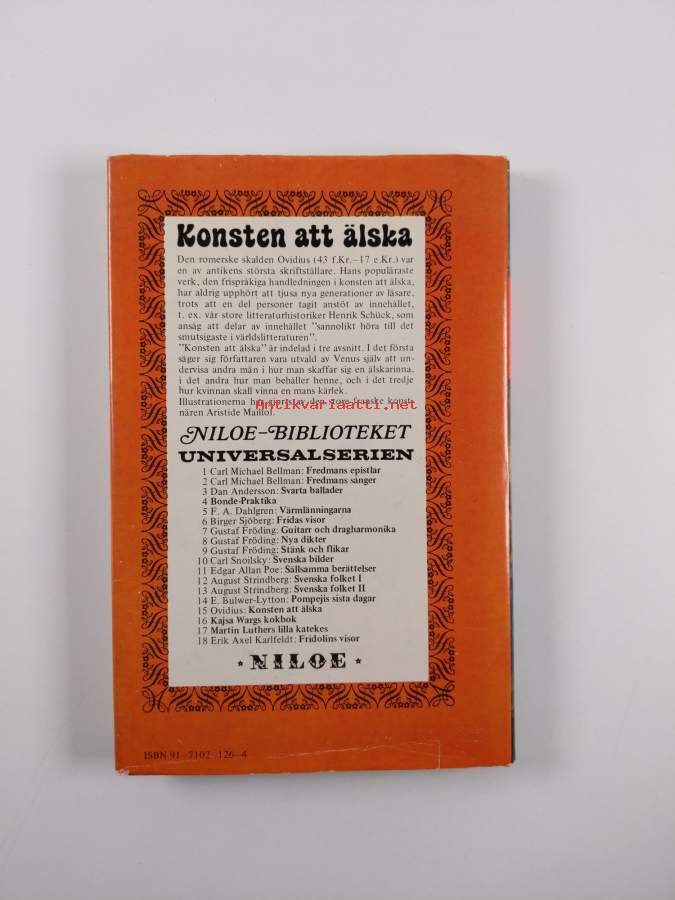 Konsten att älska
Den romerske skalden Ovidius (43 f.Kr.–17 e.Kr.) var
en av antikens största skriftställare. Hans populäraste
verk, den frispråkiga handledningen i konsten att älska,
har aldrig upphört att tjusa nya generationer av läsare,
trots att en del personer tagit anstöt av innehållet,
t. ex. vår store litteraturhistoriker Henrik Schück, som
ansåg att delar av innehållet "sannolikt höra till det
smutsigaste i världslitteraturen".
"Konsten att älska" är indelad i tre avsnitt. I det första
säger sig författaren vara utvald av Venus själv att un-
dervisa andra män i hur man skaffar sig en älskarinna,
i det andra hur man behåller henne, och i det tredje
hur kvinnan skall vinna en mans kärlek.
Illustrationerna har gjorts av den store franske konst-
nären Aristide Maillol.
Antikvariaatti.net
NILOE–BIBLIOTEKET
UNIVERSALSERIEN
1 Carl Michael Bellman: Fredmans epistlar
2 Carl Michael Bellman: Fredmans sånger
3 Dan Andersson: Svarta ballader
4 Bonde-Praktika
5 F. A. Dahlgren: Värmlänningarna
6 Birger Sjöberg: Fridas visor
7 Gustaf Fröding: Guitarr och dragharmonika
8 Gustaf Fröding: Nya dikter
9 Gustaf Fröding: Stänk och flikar
10 Carl Snoilsky: Svenska bilder
11 Edgar Allan Poe: Sällsamma berättelser
12 August Strindberg: Svenska folket I
13 August Strindberg: Svenska folket II
14 E. Bulwer-Lytton: Pompejis sista dagar
15 Ovidius: Konsten att älska
16 Kajsa Wargs kokbok
17 Martin Luthers lilla katekes
18 Erik Axel Karlfeldt: Fridolins visor
* NILOE *
ISBN 91–7102–126–4